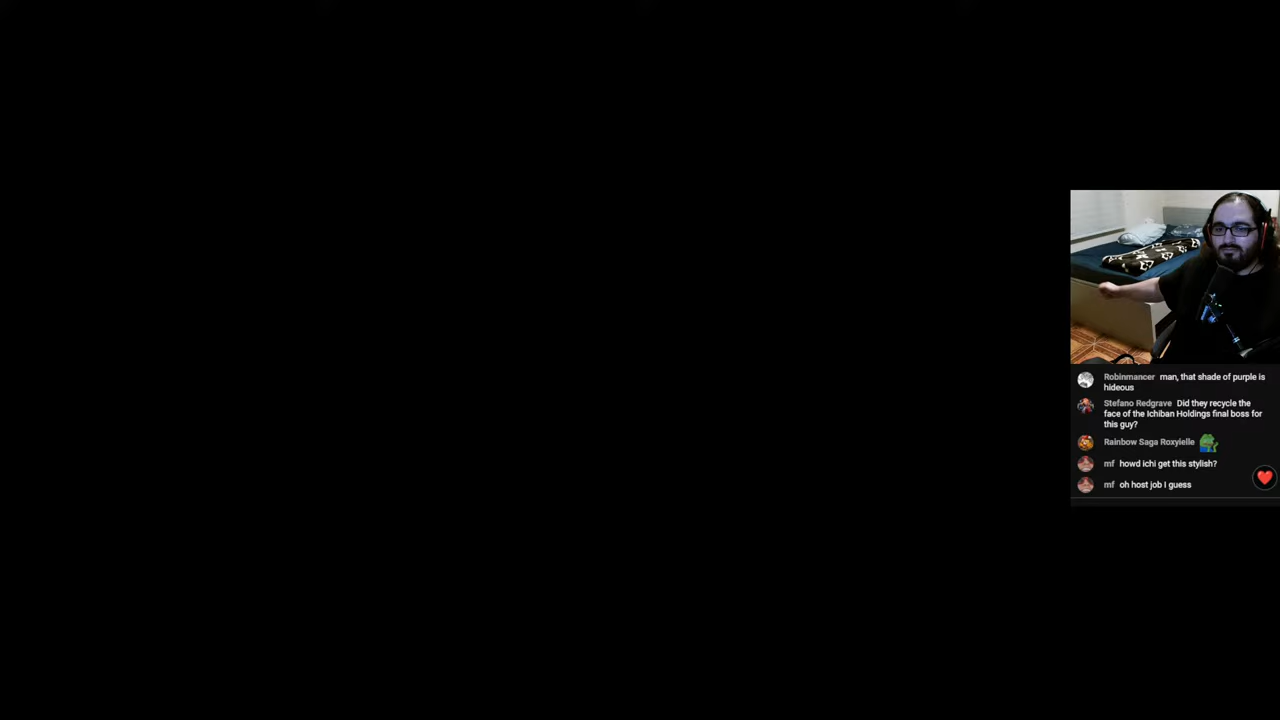 Robinmancer man, that shade of purple is
hideous
Stefano Redgrave Did they recycle the
face of the Ichiban Holdings final boss for
this guy?
Rainbow Saga Roxyielle
mf howd ichi get this stylish?
mf oh host job I guess